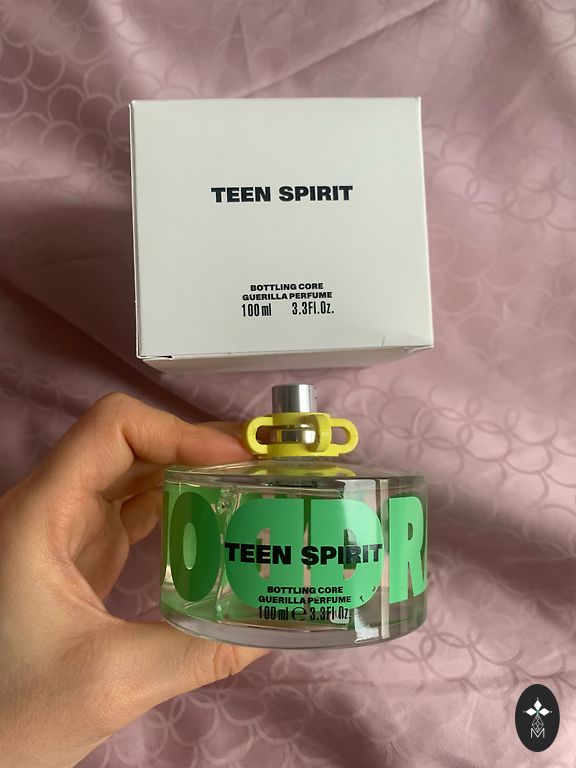 TEEN SPIRIT
BOTTLING CORE
GUERILLA PERFUME
100 ml 3.3Fl.Oz.
TEEN SPIRIT
BOTTLING CORE
GUERILLA PERFUME
100 ml ℮ 3.3Fl.Oz.
M